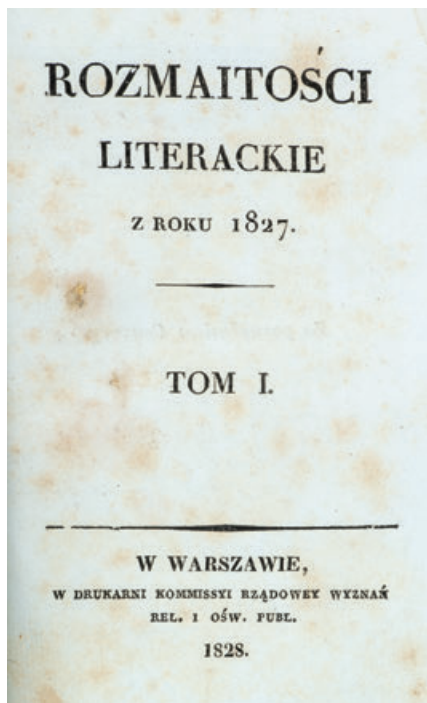 ROZMAITOŚCI
LITERACKIE
Z ROKU 1827.
TOM I.
W WARSZAWIE,
W DRUKARNI KOMMISSYI RZĄDOWEY WYZNAŃ
REL. I OŚW. PUBL.
1828.